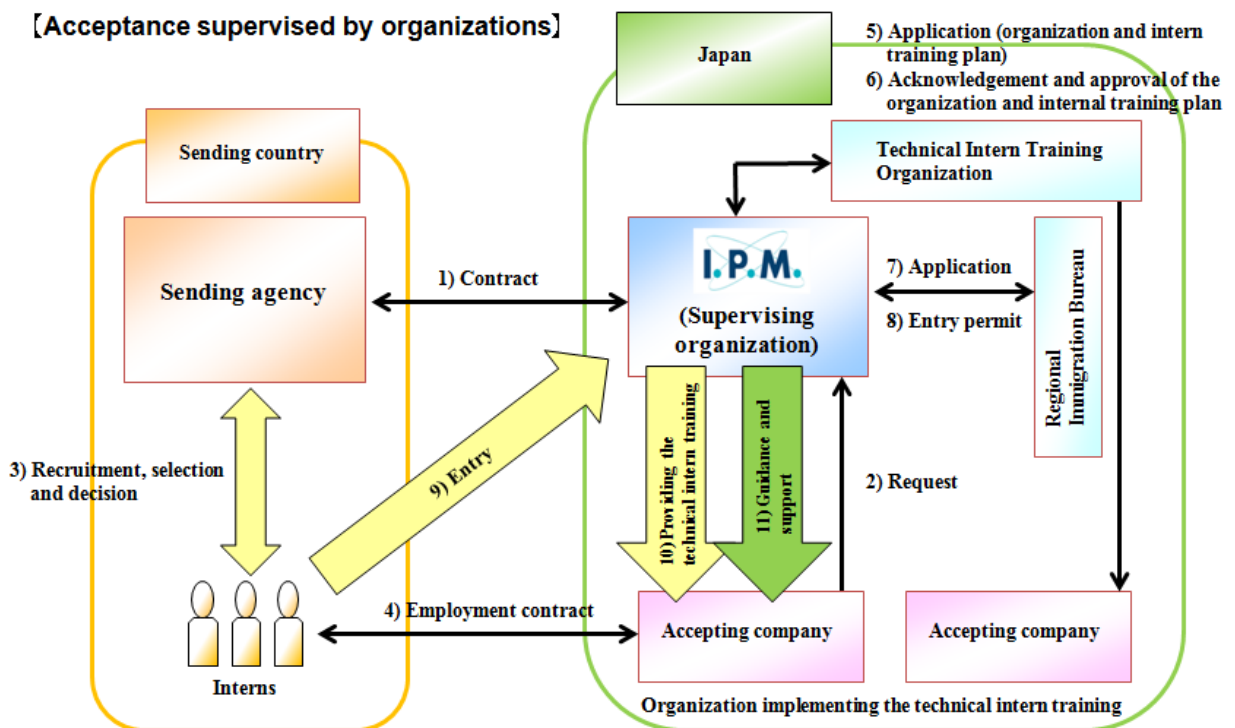 【Acceptance supervised by organizations】
Japan
5) Application (organization and intern
training plan)
6) Acknowledgement and approval of the
organization and internal training plan
Sending country
Technical Intern Training
Organization
Sending agency
1) Contract
I.P.M.
(Supervising
organization)
7) Application
8) Entry permit
Regional
Immigration Bureau
3) Recruitment, selection
and decision
9) Entry
10) Providing the
technical intern training
11) Guidance and
support
2) Request
4) Employment contract
Accepting company
Accepting company
Interns
Organization implementing the technical intern training